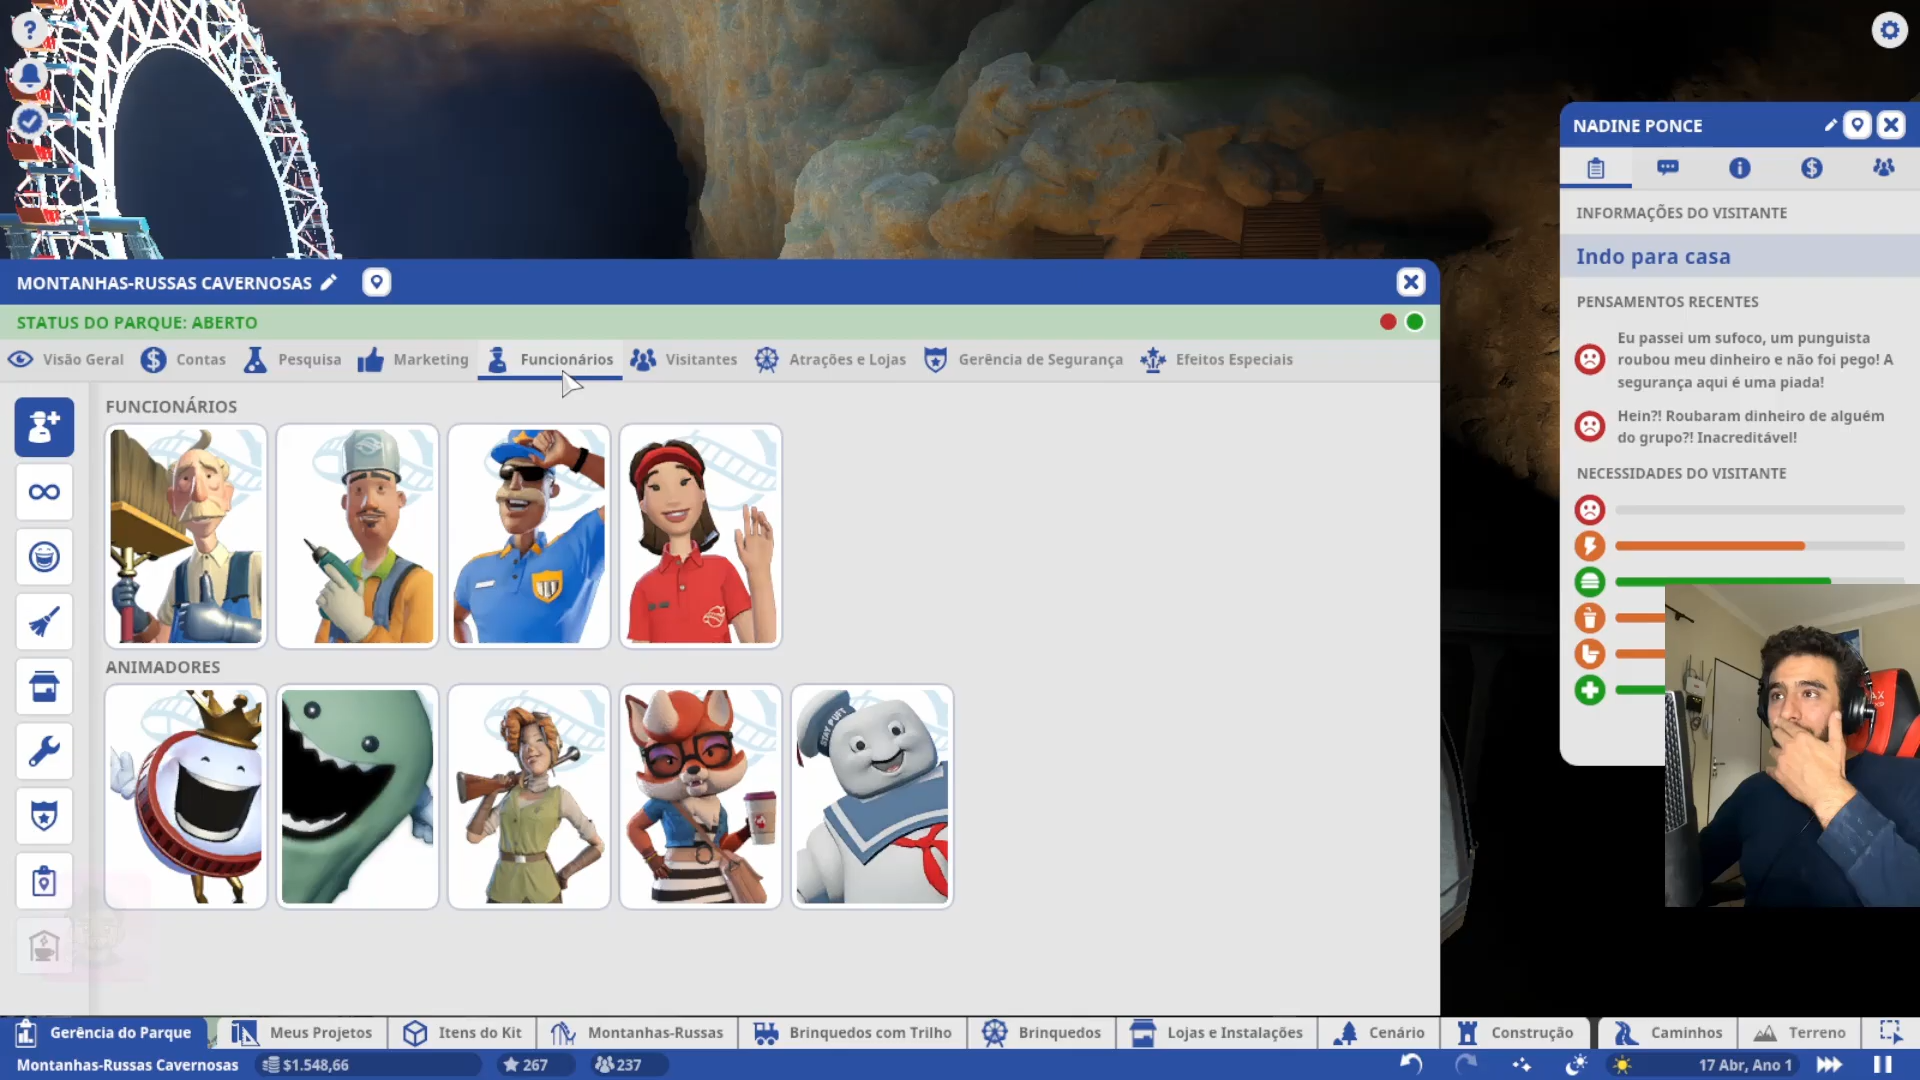 ?
NADINE PONCE
INFORMAÇÕES DO VISITANTE
Indo para casa
PENSAMENTOS RECENTES
Eu passei um sufoco, um punguista
roubou meu dinheiro e não foi pego! A
segurança aqui é uma piada!
Hein?! Roubaram dinheiro de alguém
do grupo?! Inacreditável!
NECESSIDADES DO VISITANTE
MONTANHAS-RUSSAS CAVERNOSAS
STATUS DO PARQUE: ABERTO
Visão Geral
Contas
Pesquisa
Marketing
Funcionários
Visitantes
Atrações e Lojas
Gerência de Segurança
Efeitos Especiais
FUNCIONÁRIOS
ANIMADORES
STAY PUFT
Gerência do Parque
Meus Projetos
Itens do Kit
Montanhas-Russas
Brinquedos com Trilho
Brinquedos
Lojas e Instalações
Cenário
Construção
Caminhos
Terreno
Montanhas-Russas Cavernosas
$1.548,66
267
237
17 Abr, Ano 1